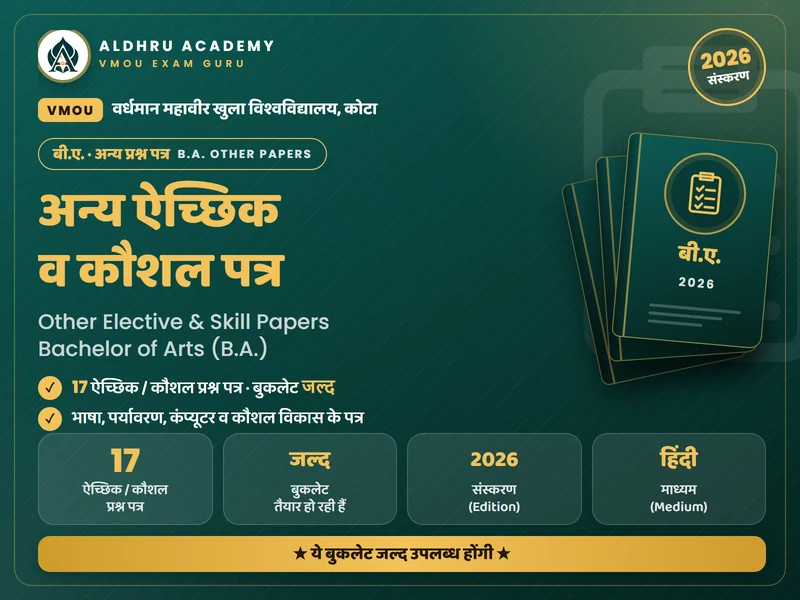 ALDHRU ACADEMY
VMOU EXAM GURU
2026
संस्करण
VMOU वर्धमान महावीर खुला विश्वविद्यालय, कोटा
बी.ए. · अन्य प्रश्न पत्र B.A. OTHER PAPERS
अन्य ऐच्छिक
व कौशल पत्र
Other Elective & Skill Papers
Bachelor of Arts (B.A.)
✓ 17 ऐच्छिक / कौशल प्रश्न पत्र · बुकलेट जल्द
✓ भाषा, पर्यावरण, कंप्यूटर व कौशल विकास के पत्र
बी.ए.
2026
17
ऐच्छिक / कौशल
प्रश्न पत्र
जल्द
बुकलेट
तैयार हो रही हैं
2026
संस्करण
(Edition)
हिंदी
माध्यम
(Medium)
★ ये बुकलेट जल्द उपलब्ध होंगी ★